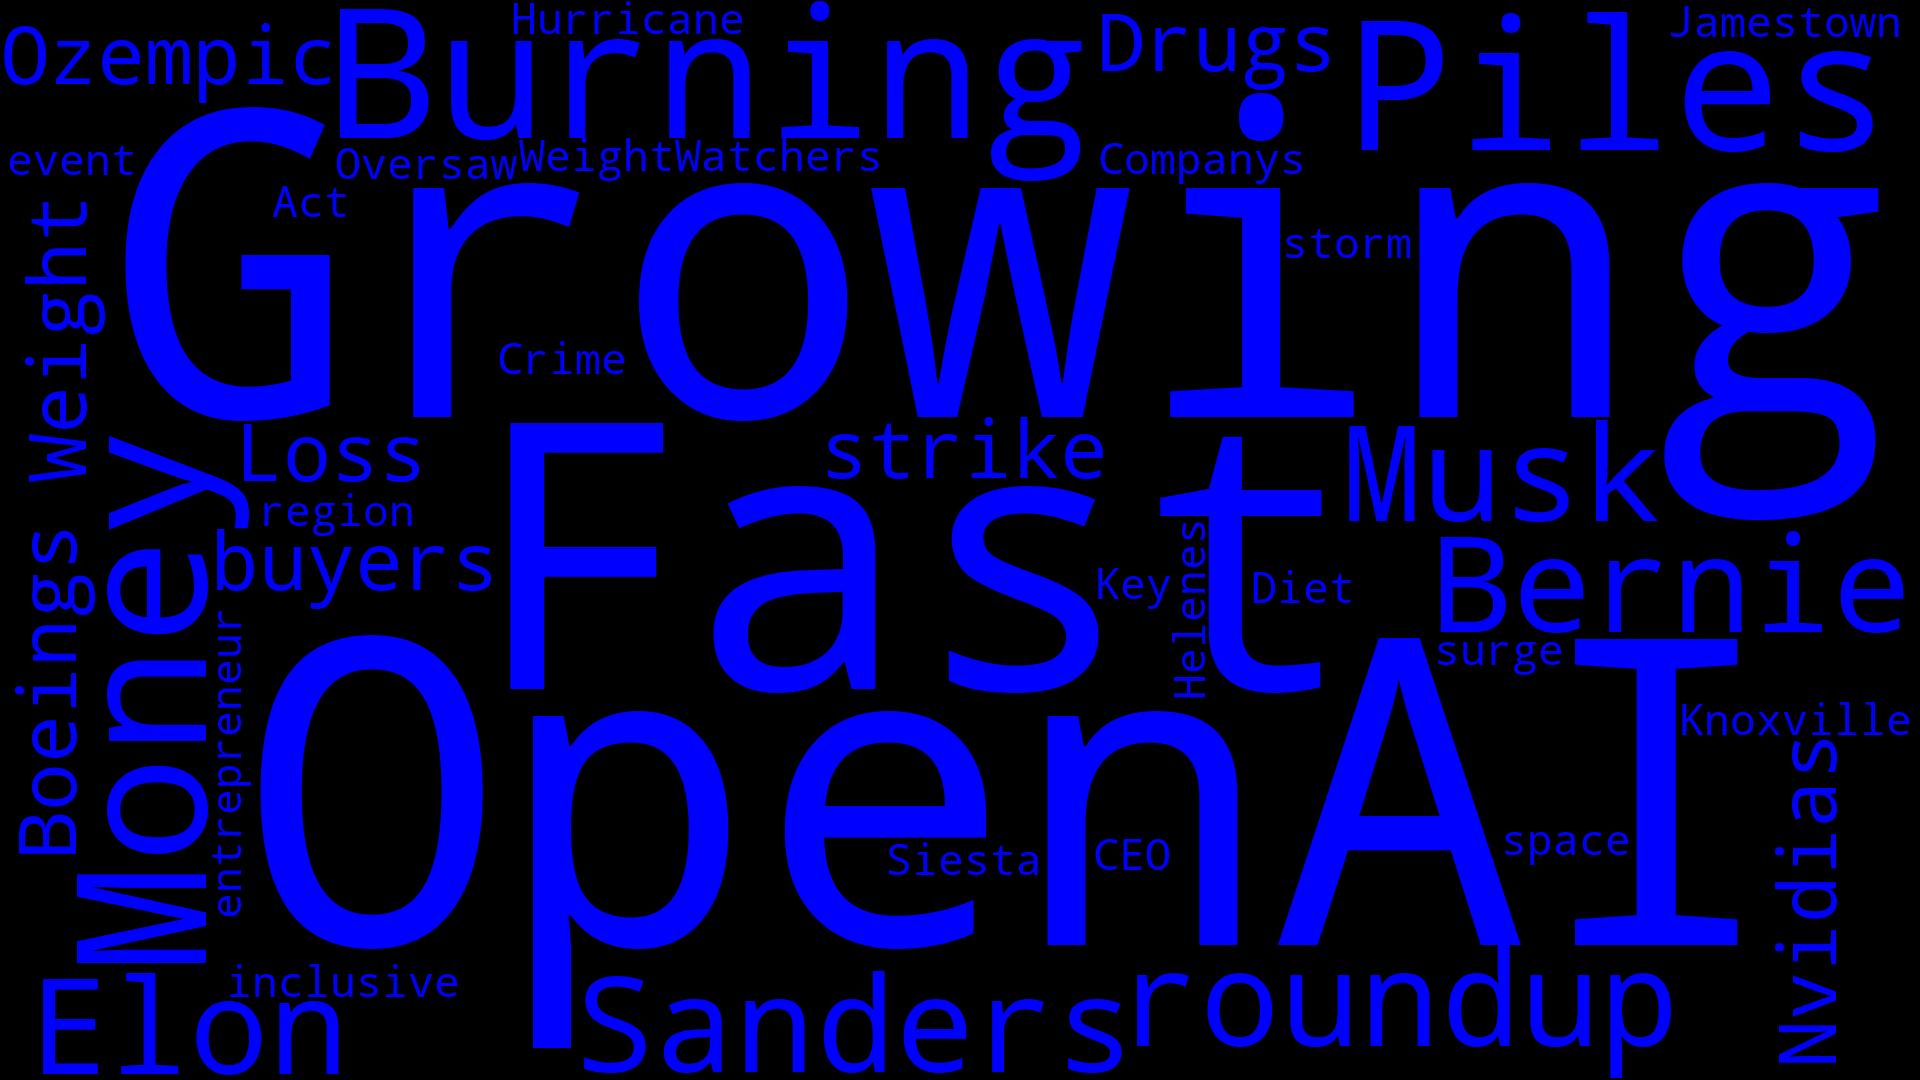 Hurricane
Ozempic
Burning
Drugs
Piles
Jamestown
event
Oversaw
WeightWatchers
Companys
Act
Growing
storm
Weight
Crime
Loss
strike
Musk
region
Money
Fast
buyers
Key
Helenes
Diet
Bernie
Boeings
entrepreneur
OpenAI
surge
Knoxville
Siesta
CEO
space
Nvidias
inclusive
Elon
Sanders
roundup